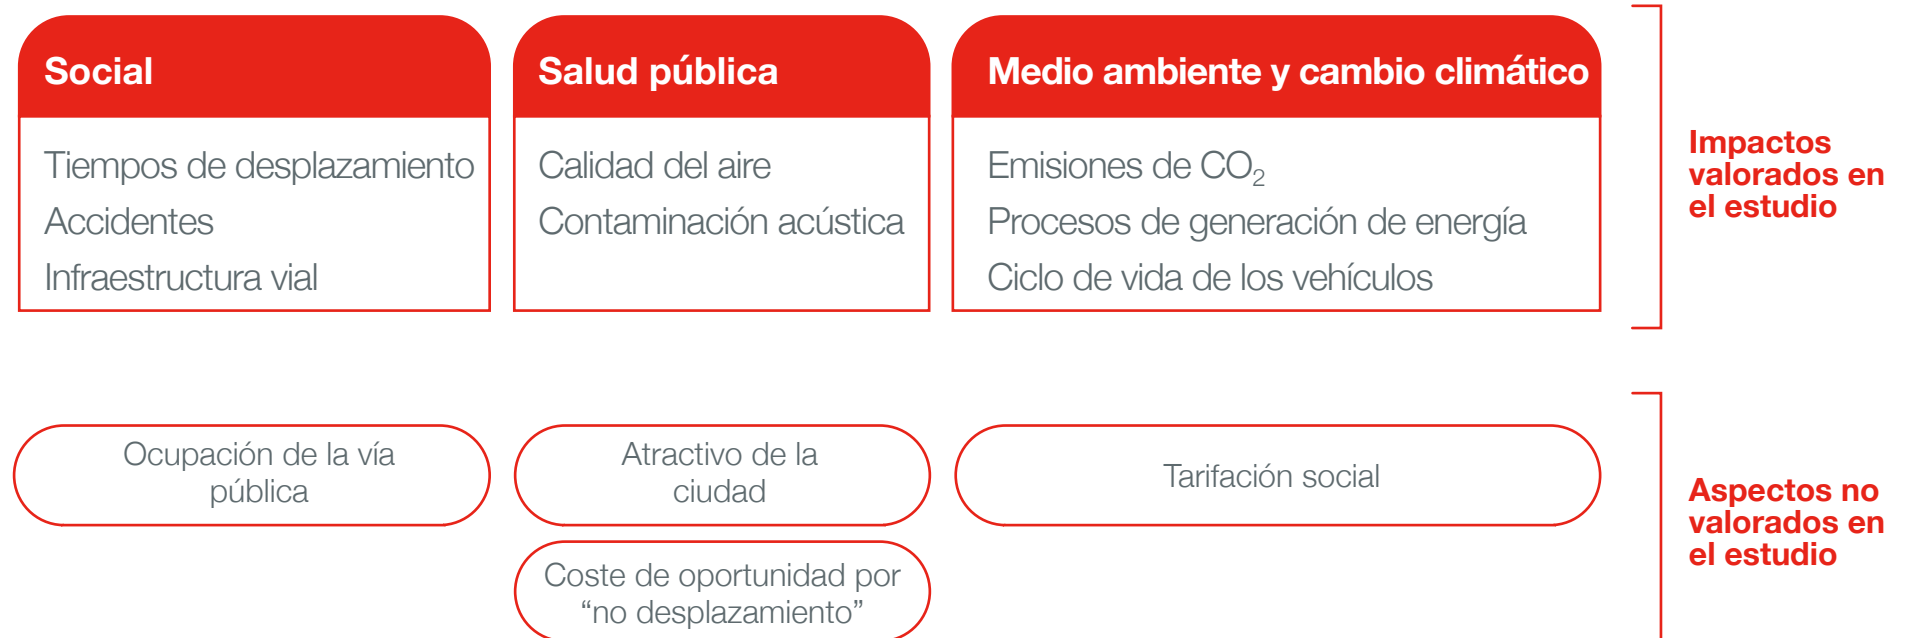 Social
Tiempos de desplazamiento
Accidentes
Infraestructura vial
Salud pública
Calidad del aire
Contaminación acústica
Medio ambiente y cambio climático
Emisiones de CO₂
Procesos de generación de energía
Ciclo de vida de los vehículos
Impactos
valorados en
el estudio
Ocupación de la vía
pública
Atractivo de la
ciudad
Coste de oportunidad por
“no desplazamiento”
Tarifación social
Aspectos no
valorados en
el estudio